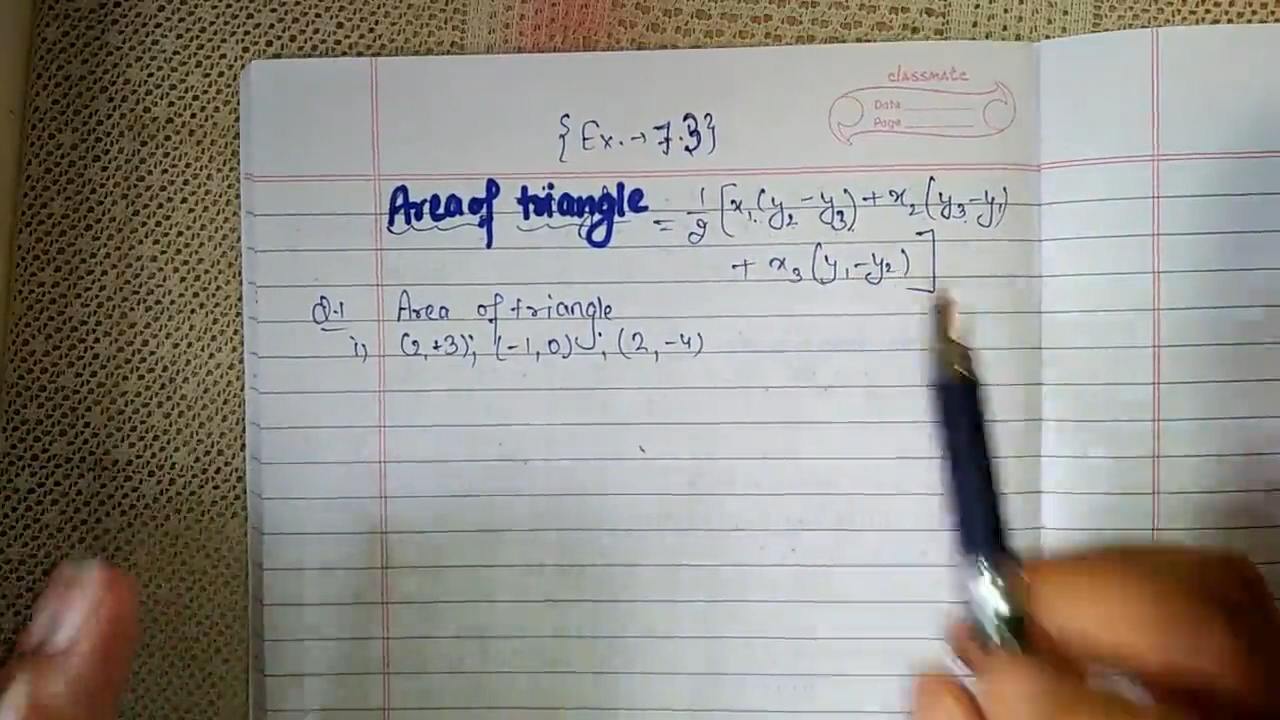 classmate
Date
Page
{Ex. → 7.3}
Area of triangle = 1/2 [x₁(y₂-y₃) + x₂(y₃-y₁)
+ x₃(y₁-y₂)]
Q.1 Area of triangle
i) (2,+3); (-1,0); (2,-4)